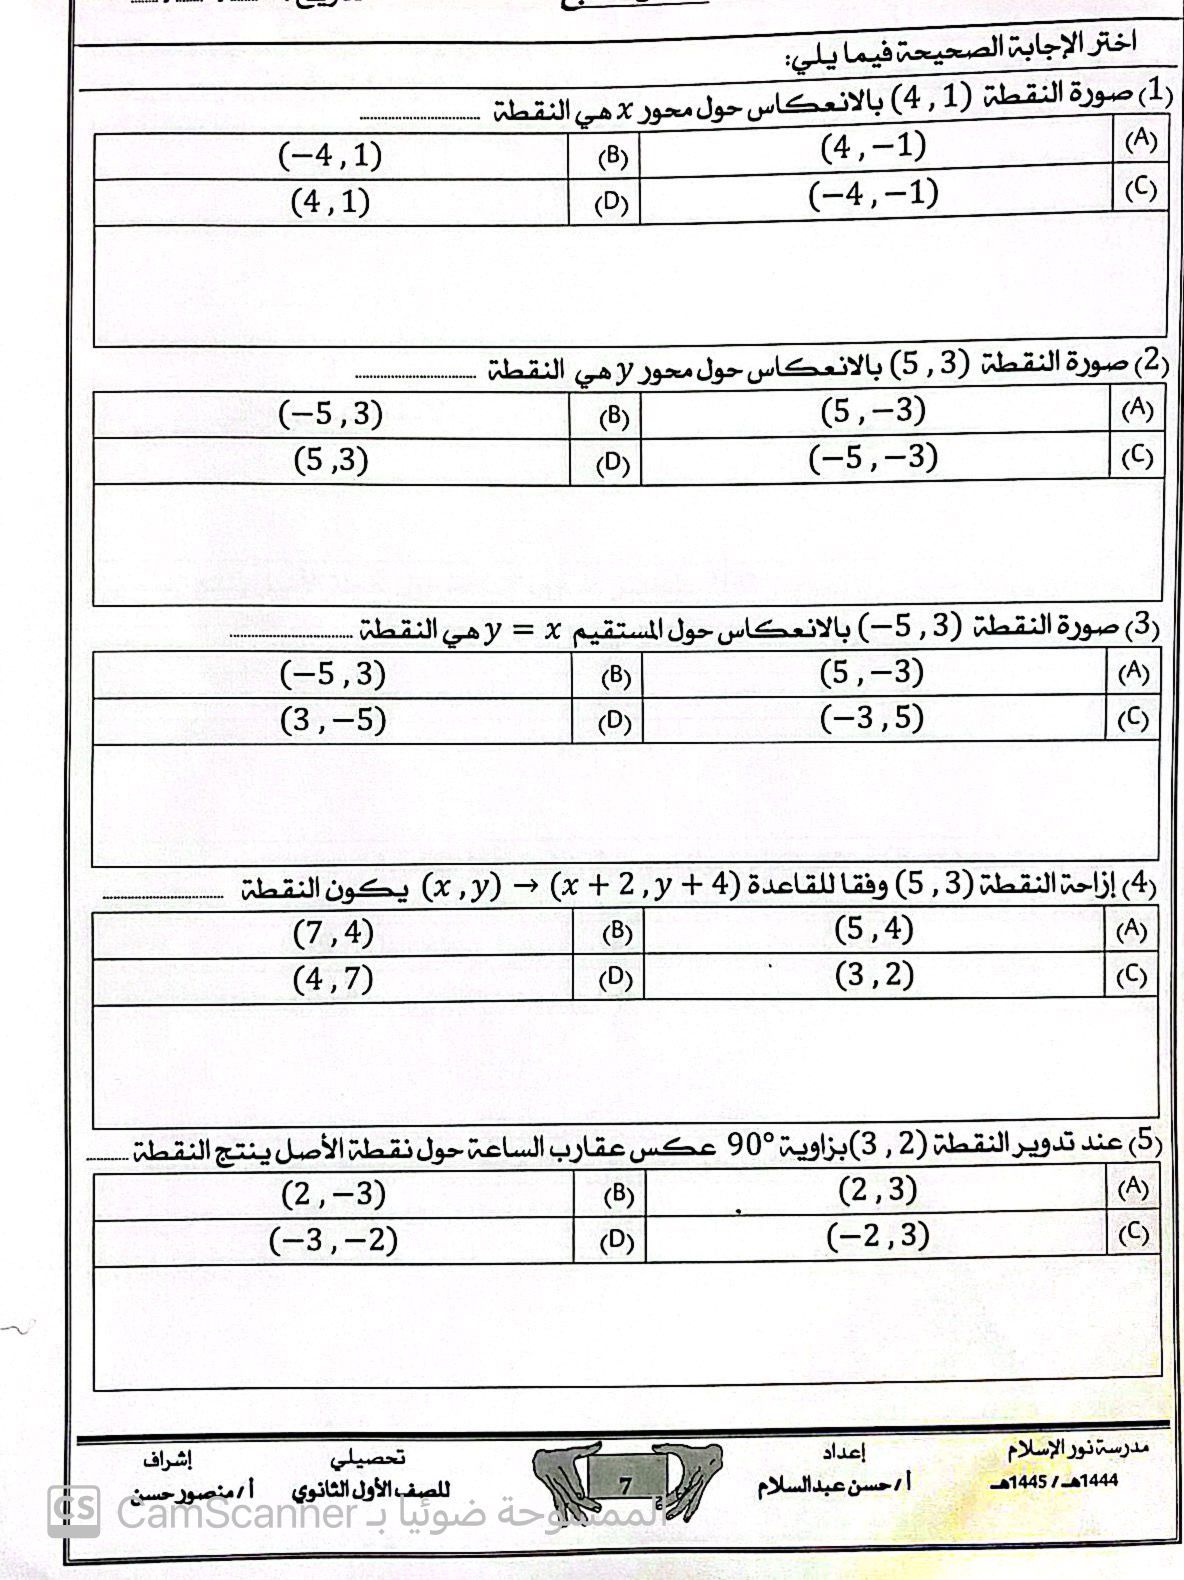 اختر الإجابة الصحيحة فيما يلي:
(1) صورة النقطة (4 , 1) بالانعكاس حول محور x هي النقطة ..............................
(A) (4 , −1) (B) (−4 , 1)
(C) (−4 , −1) (D) (4 , 1)
(2) صورة النقطة (5 , 3) بالانعكاس حول محور y هي النقطة ..............................
(A) (5 , −3) (B) (−5 , 3)
(C) (−5 , −3) (D) (5 ,3)
(3) صورة النقطة (−5 , 3) بالانعكاس حول المستقيم y = x هي النقطة ..............................
(A) (5 , −3) (B) (−5 , 3)
(C) (−3 , 5) (D) (3 , −5)
(4) إزاحة النقطة (5 , 3) وفقا للقاعدة (x , y) → (x + 2 , y + 4) يكون النقطة ..............................
(A) (5 , 4) (B) (7 , 4)
(C) (3 , 2) (D) (4 , 7)
(5) عند تدوير النقطة (3 , 2) بزاوية 90° عكس عقارب الساعة حول نقطة الأصل ينتج النقطة ..........
(A) (2 , 3) (B) (2 , −3)
(C) (−2 , 3) (D) (−3 , −2)
مدرسة نور الإسلام إعداد تحصيلي إشراف
1444هـ / 1445هـ أ / حسن عبدالسلام 7 للصف الأول الثانوي أ / منصور حسن
CS الممسوحة ضوئيا بـ CamScanner